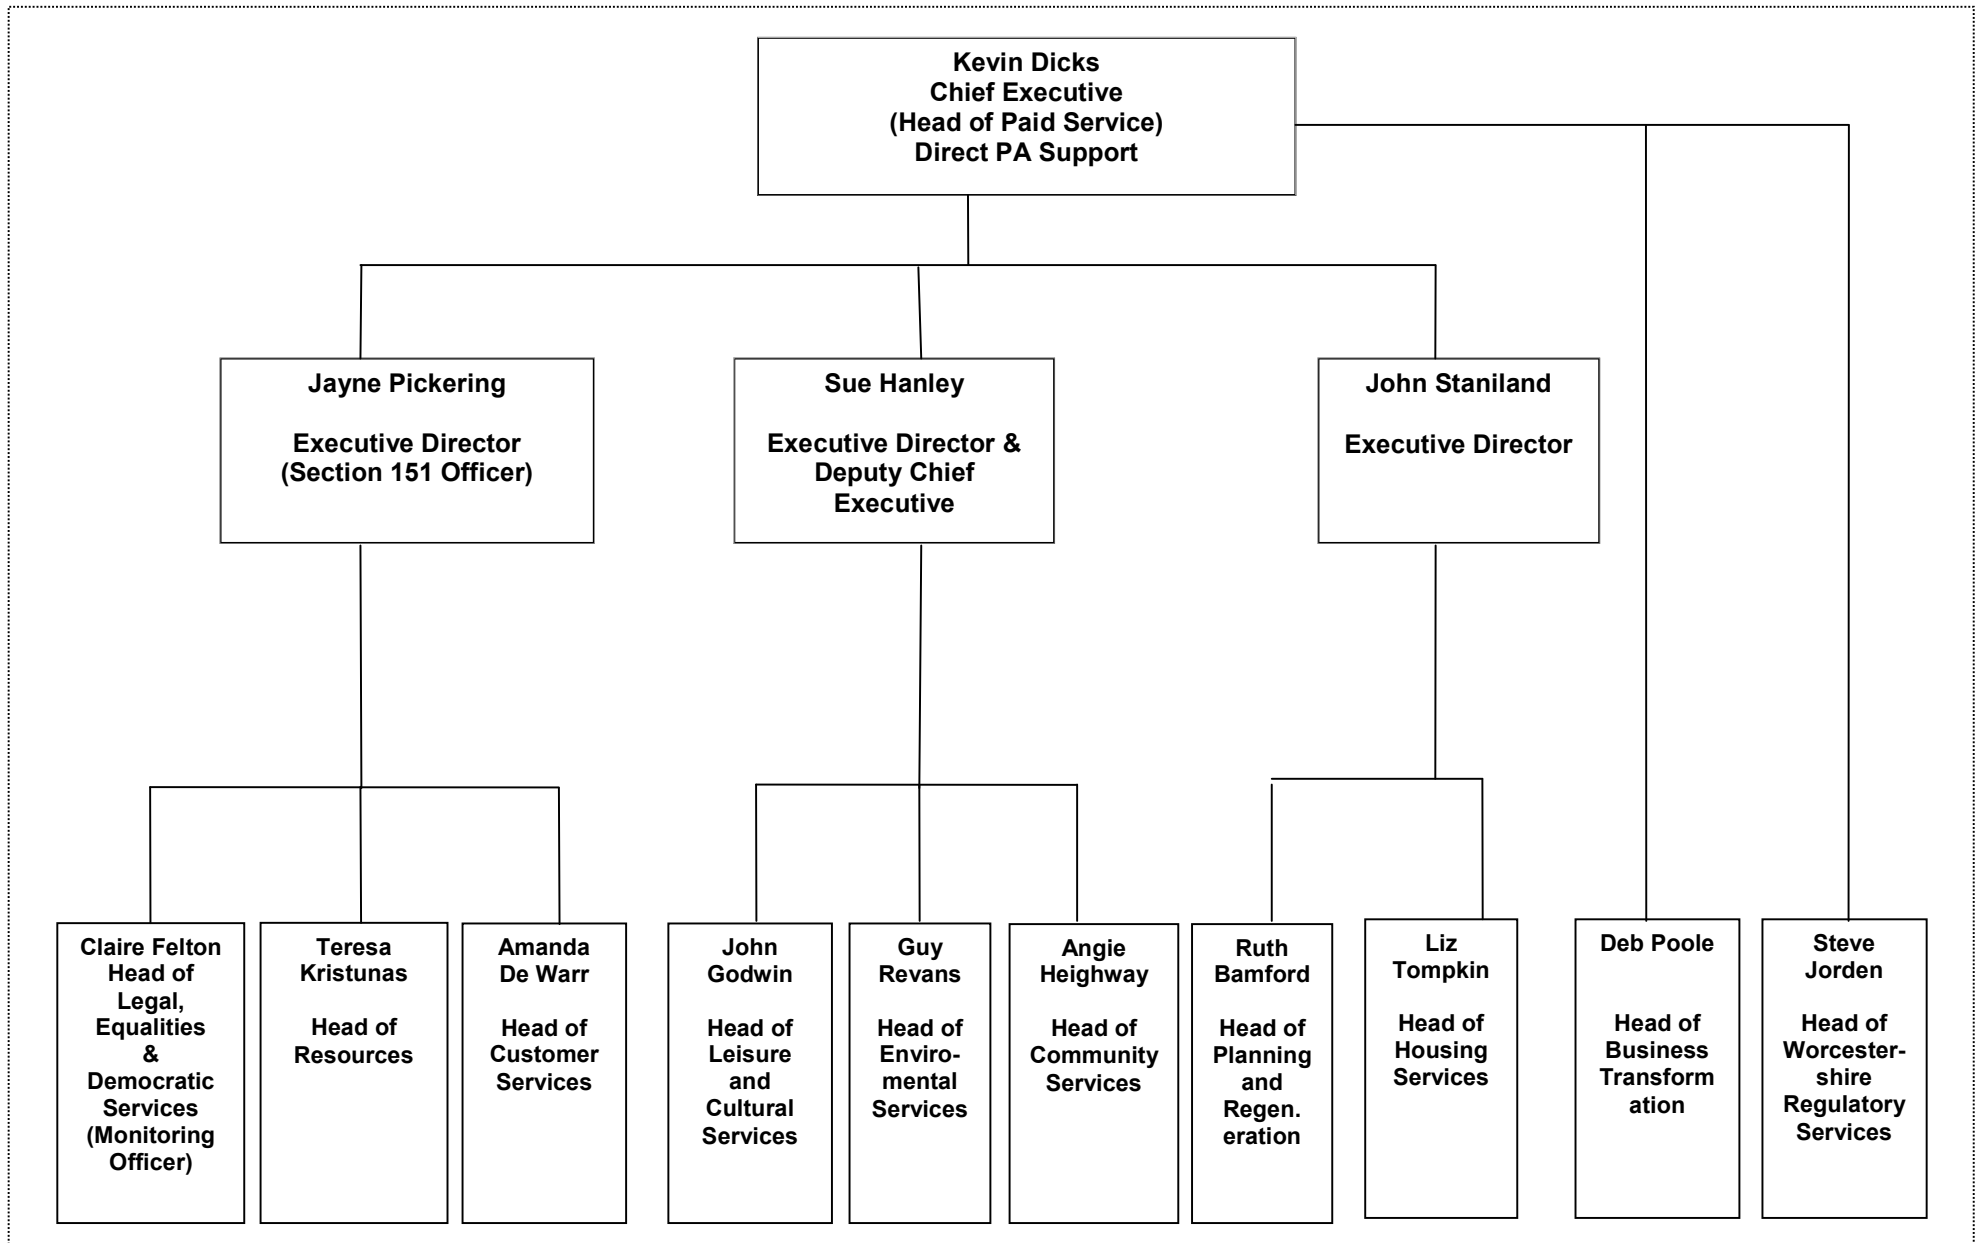 Kevin Dicks
Chief Executive
(Head of Paid Service)
Direct PA Support
Jayne Pickering
Executive Director
(Section 151 Officer)
Sue Hanley
Executive Director &
Deputy Chief
Executive
John Staniland
Executive Director
Claire Felton
Head of
Legal,
Equalities
&
Democratic
Services
(Monitoring
Officer)
Teresa
Kristunas
Head of
Resources
Amanda
De Warr
Head of
Customer
Services
John
Godwin
Head of
Leisure
and
Cultural
Services
Guy
Revans
Head of
Enviro-
mental
Services
Angie
Heighway
Head of
Community
Services
Ruth
Bamford
Head of
Planning
and
Regen.
eration
Liz
Tompkin
Head of
Housing
Services
Deb Poole
Head of
Business
Transform
ation
Steve
Jorden
Head of
Worcester-
shire
Regulatory
Services